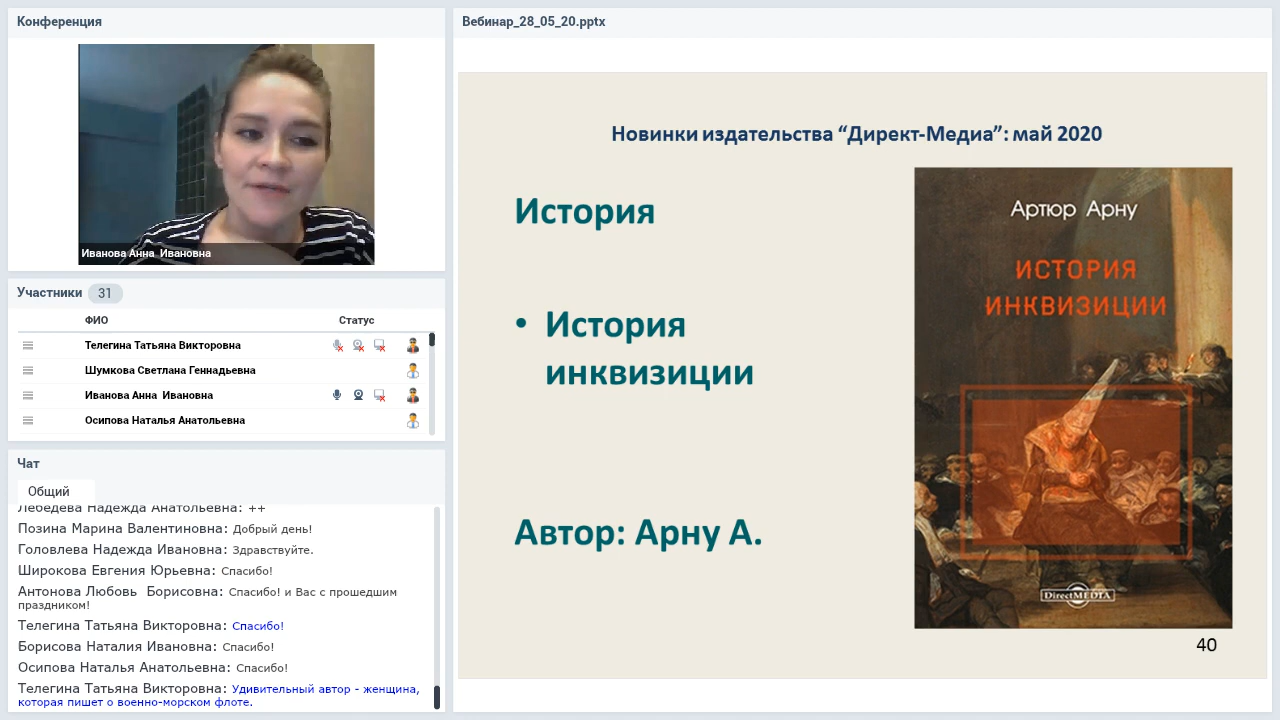 Конференция
Иванова Анна  Ивановна
Участники 31
ФИО Статус
Телегина Татьяна Викторовна
Шумкова Светлана Геннадьевна
Иванова Анна  Ивановна
Осипова Наталья Анатольевна
Чат
Общий
Лебедева Надежда Анатольевна: ++
Позина Марина Валентиновна: Добрый день!
Головлева Надежда Ивановна: Здравствуйте.
Широкова Евгения Юрьевна: Спасибо!
Антонова Любовь  Борисовна: Спасибо! и Вас с прошедшим
праздником!
Телегина Татьяна Викторовна: Спасибо!
Борисова Наталия Ивановна: Спасибо!
Осипова Наталья Анатольевна: Спасибо!
Телегина Татьяна Викторовна: Удивительный автор - женщина,
которая пишет о военно-морском флоте.
Вебинар_28_05_20.pptx
Новинки издательства “Директ-Медиа”: май 2020
История
• История
инквизиции
Автор: Арну А.
Артюр Арну
ИСТОРИЯ
ИНКВИЗИЦИИ
DirectMEDIA
40